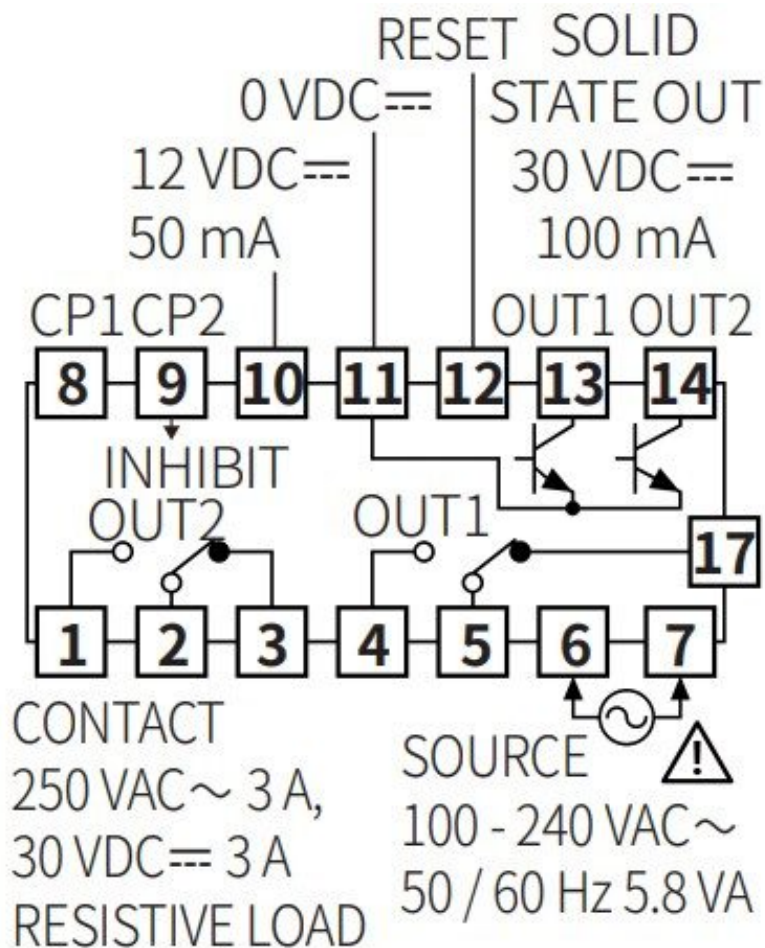 RESET SOLID
0 VDC⎓ STATE OUT
12 VDC⎓ 30 VDC⎓
50 mA 100 mA
CP1 CP2 OUT1 OUT2
8 9 10 11 12 13 14
INHIBIT
OUT2 OUT1
17
1 2 3 4 5 6 7
CONTACT
250 VAC～ 3 A,
30 VDC⎓ 3 A
RESISTIVE LOAD
SOURCE
100 - 240 VAC～
50 / 60 Hz 5.8 VA
!